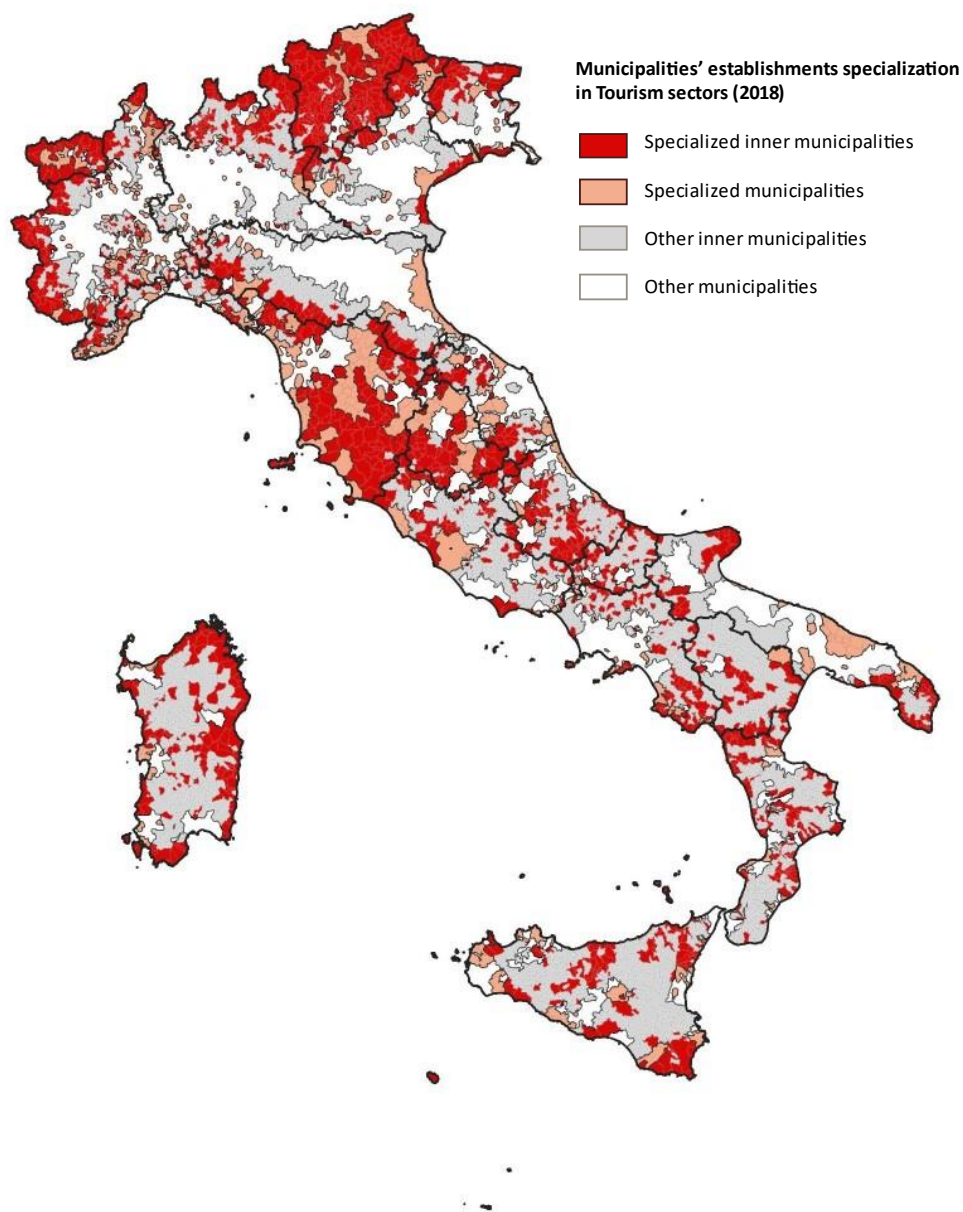 Municipalities’ establishments specialization
in Tourism sectors (2018)
Specialized inner municipalities
Specialized municipalities
Other inner municipalities
Other municipalities